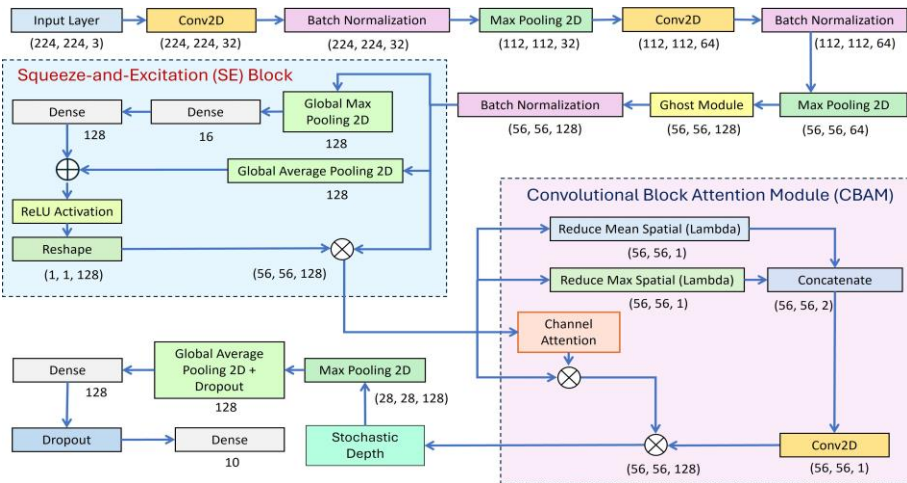 Input Layer
(224, 224, 3)
Conv2D
(224, 224, 32)
Batch Normalization
(224, 224, 32)
Max Pooling 2D
(112, 112, 32)
Conv2D
(112, 112, 64)
Batch Normalization
(112, 112, 64)
Max Pooling 2D
(56, 56, 64)
Ghost Module
(56, 56, 128)
Batch Normalization
(56, 56, 128)
Squeeze-and-Excitation (SE) Block
Global Max
Pooling 2D
128
Dense
16
Dense
128
Global Average Pooling 2D
128
ReLU Activation
Reshape
(1, 1, 128)
(56, 56, 128)
Convolutional Block Attention Module (CBAM)
Reduce Mean Spatial (Lambda)
(56, 56, 1)
Reduce Max Spatial (Lambda)
(56, 56, 1)
Concatenate
(56, 56, 2)
Channel
Attention
Conv2D
(56, 56, 1)
(56, 56, 128)
Stochastic
Depth
Max Pooling 2D
(28, 28, 128)
Global Average
Pooling 2D +
Dropout
128
Dense
128
Dropout
Dense
10